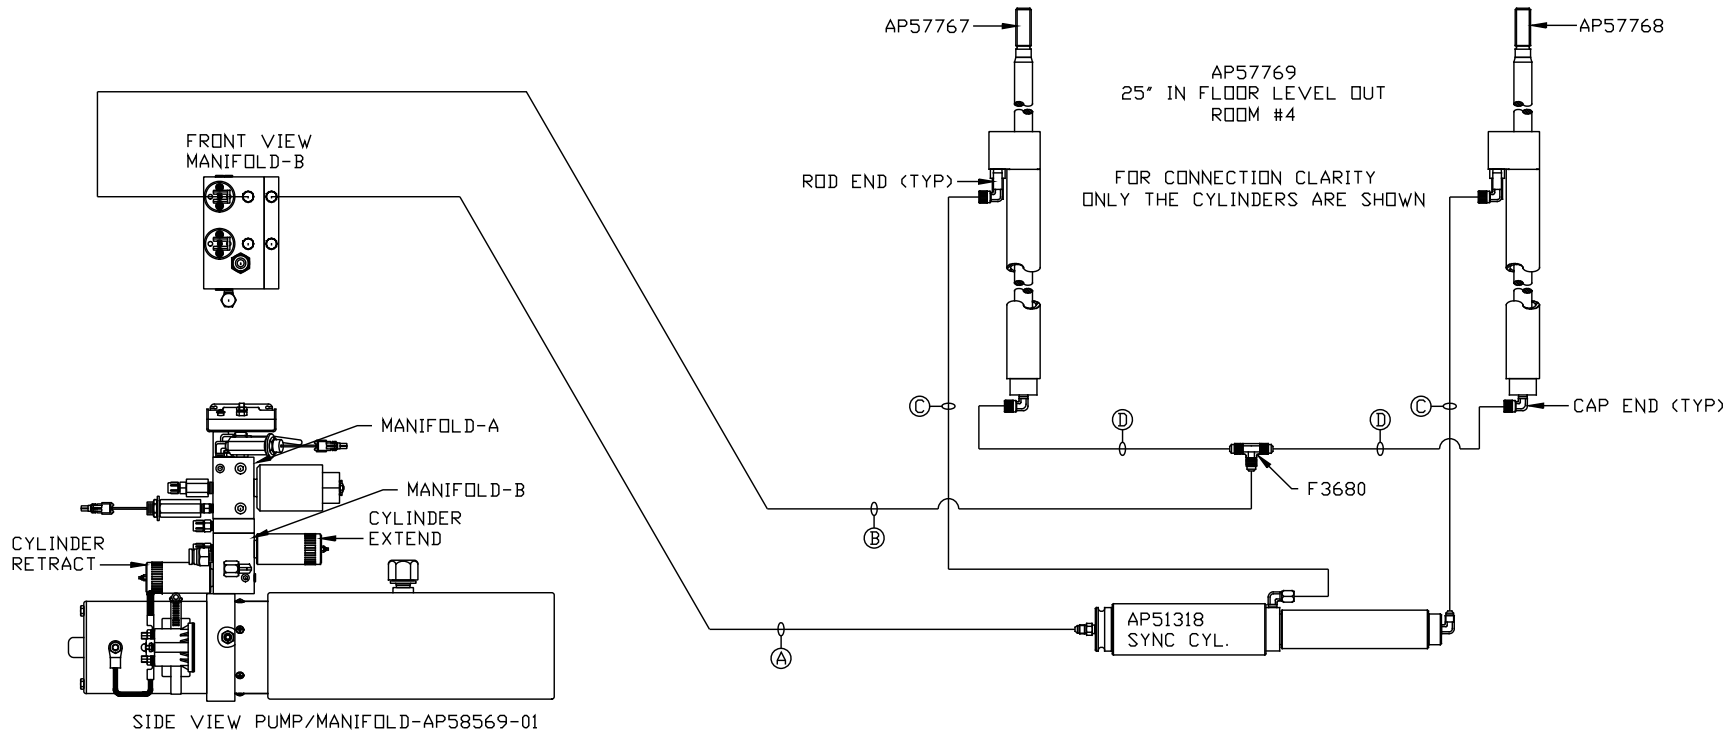 AP57767
AP57768
AP57769
25" IN FLOOR LEVEL OUT
ROOM #4
FRONT VIEW
MANIFOLD-B
ROD END (TYP)
FOR CONNECTION CLARITY
ONLY THE CYLINDERS ARE SHOWN
C
C
CAP END (TYP)
D
D
MANIFOLD-A
MANIFOLD-B
F3680
CYLINDER
EXTEND
B
CYLINDER
RETRACT
AP51318
SYNC CYL.
A
SIDE VIEW PUMP/MANIFOLD-AP58569-01